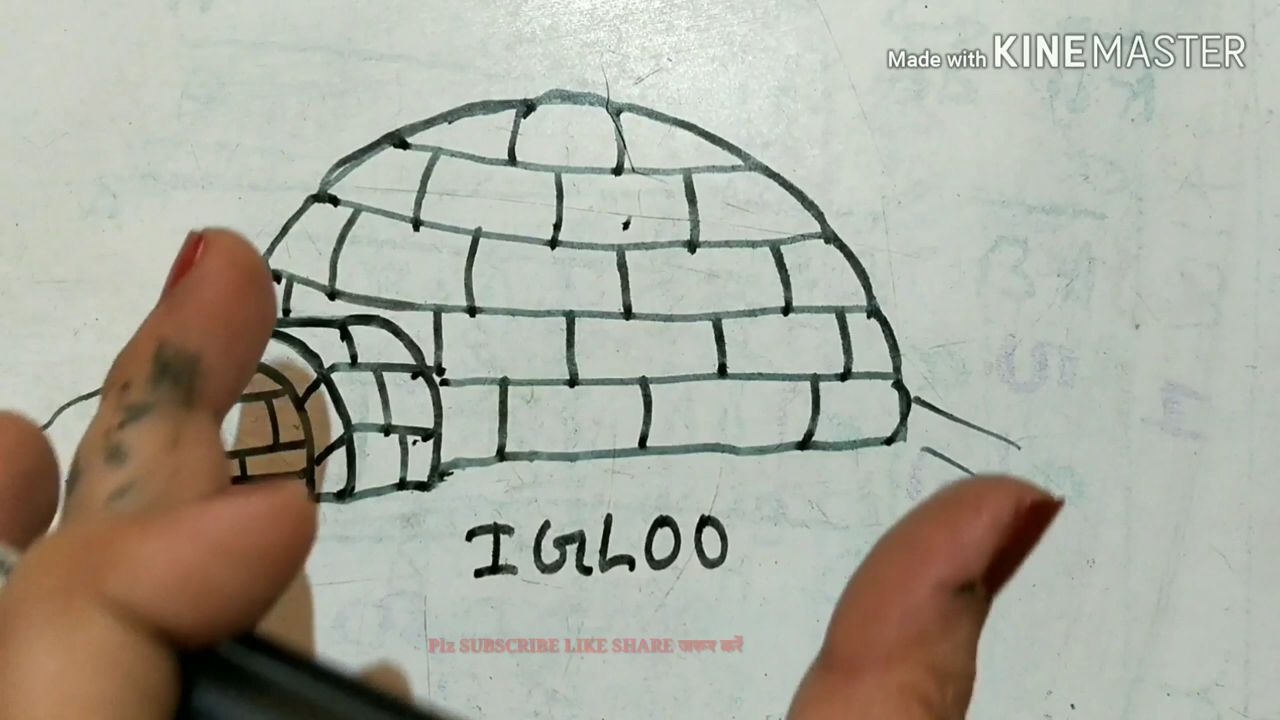 Made with KINEMASTER
IGLOO
Plz SUBSCRIBE LIKE SHARE जरूर करें